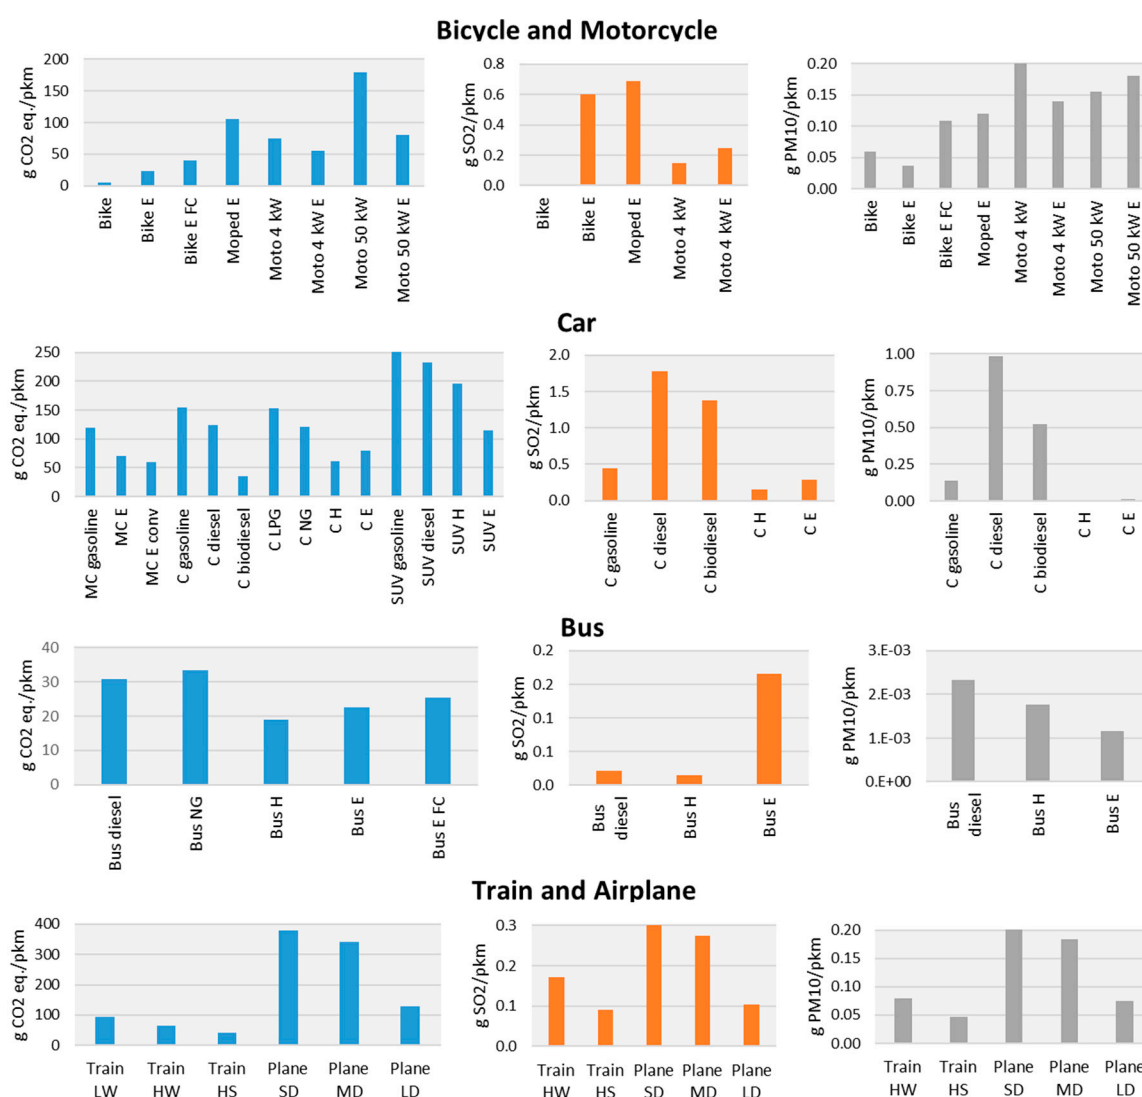 Bicycle and Motorcycle
g CO2 eq./pkm
200
150
100
50
0
Bike
Bike E
Bike E FC
Moped E
Moto 4 kW
Moto 4 kW E
Moto 50 kW
Moto 50 kW E
g SO2/pkm
0.8
0.6
0.4
0.2
0.0
Bike
Bike E
Moped E
Moto 4 kW
Moto 4 kW E
g PM10/pkm
0.20
0.15
0.10
0.05
0.00
Bike
Bike E
Bike E FC
Moped E
Moto 4 kW
Moto 4 kW E
Moto 50 kW
Moto 50 kW E
Car
g CO2 eq./pkm
250
200
150
100
50
0
MC gasoline
MC E
MC E conv
C gasoline
C diesel
C biodiesel
C LPG
C NG
C H
C E
SUV gasoline
SUV diesel
SUV H
SUV E
g SO2/pkm
2.0
1.5
1.0
0.5
0.0
C gasoline
C diesel
C biodiesel
C H
C E
g PM10/pkm
1.00
0.75
0.50
0.25
0.00
C gasoline
C diesel
C biodiesel
C H
C E
Bus
g CO2 eq./pkm
40
30
20
10
0
Bus diesel
Bus NG
Bus H
Bus E
Bus E FC
g SO2/pkm
0.2
0.2
0.1
0.1
0.0
Bus
diesel
Bus H
Bus E
g PM10/pkm
3.E-03
2.E-03
1.E-03
0.E+00
Bus
diesel
Bus H
Bus E
Train and Airplane
g CO2 eq./pkm
400
300
200
100
0
Train
LW
Train
HW
Train
HS
Plane
SD
Plane
MD
Plane
LD
g SO2/pkm
0.3
0.2
0.1
0.0
Train
HW
Train
HS
Plane
SD
Plane
MD
Plane
LD
g PM10/pkm
0.20
0.15
0.10
0.05
0.00
Train
HW
Train
HS
Plane
SD
Plane
MD
Plane
LD